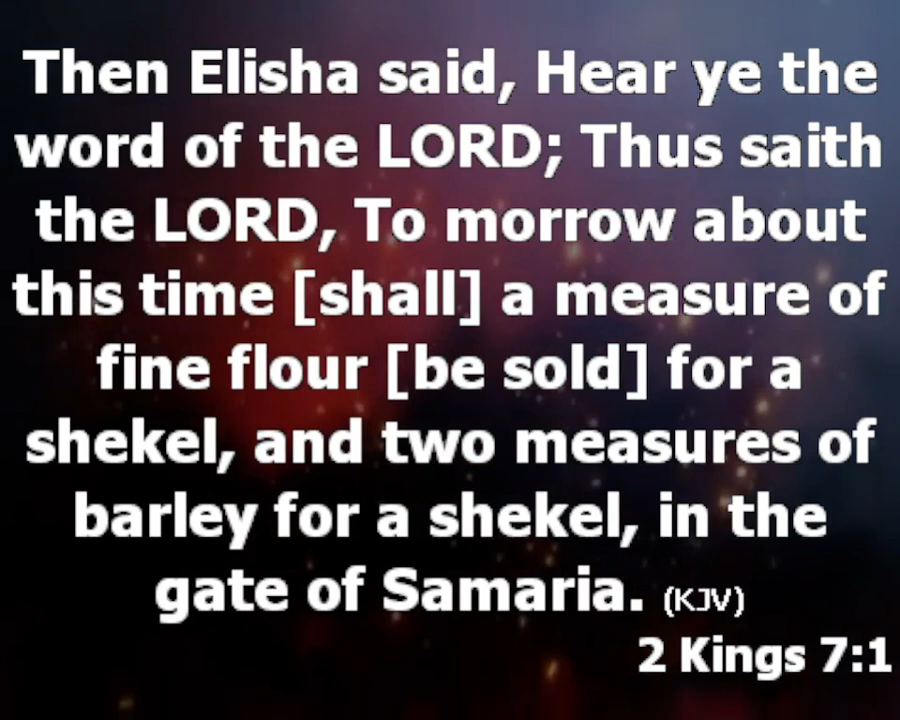 Then Elisha said, Hear ye the
word of the LORD; Thus saith
the LORD, To morrow about
this time [shall] a measure of
fine flour [be sold] for a
shekel, and two measures of
barley for a shekel, in the
gate of Samaria. (KJV)
2 Kings 7:1